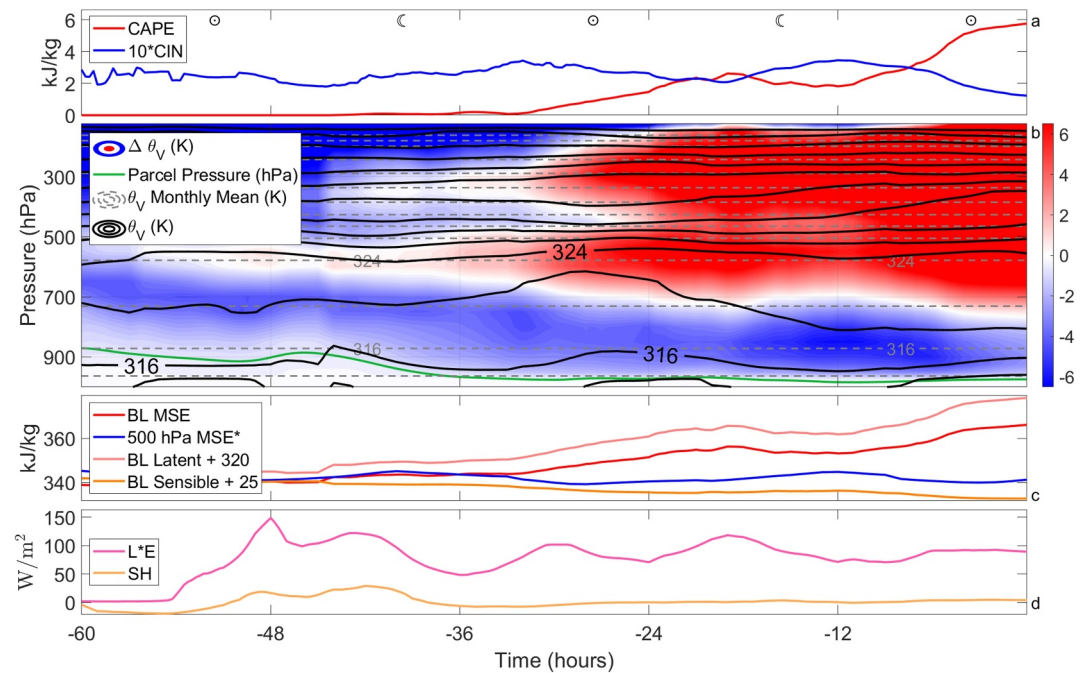 a
6
4
2
0
kJ/kg
CAPE
10*CIN
b
Δ θV (K)
Parcel Pressure (hPa)
θV Monthly Mean (K)
θV (K)
300
500
700
900
Pressure (hPa)
324
324
324
316
316
316
316
6
4
2
0
-2
-4
-6
BL MSE
500 hPa MSE*
BL Latent + 320
BL Sensible + 25
360
340
kJ/kg
c
150
100
50
0
W/m²
L*E
SH
d
-60
-48
-36
-24
-12
Time (hours)